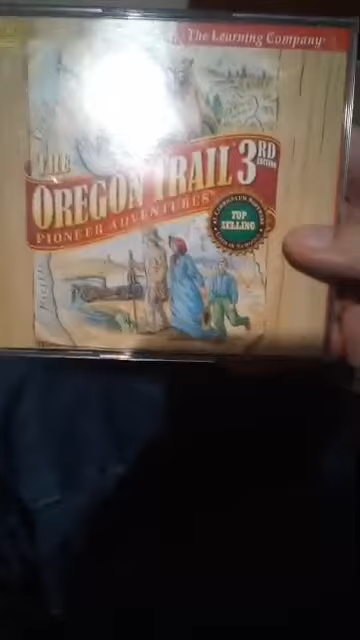 The Learning Company®
THE
OREGON TRAIL® 3RD
EDITION
PIONEER ADVENTURES
TOP
SELLING